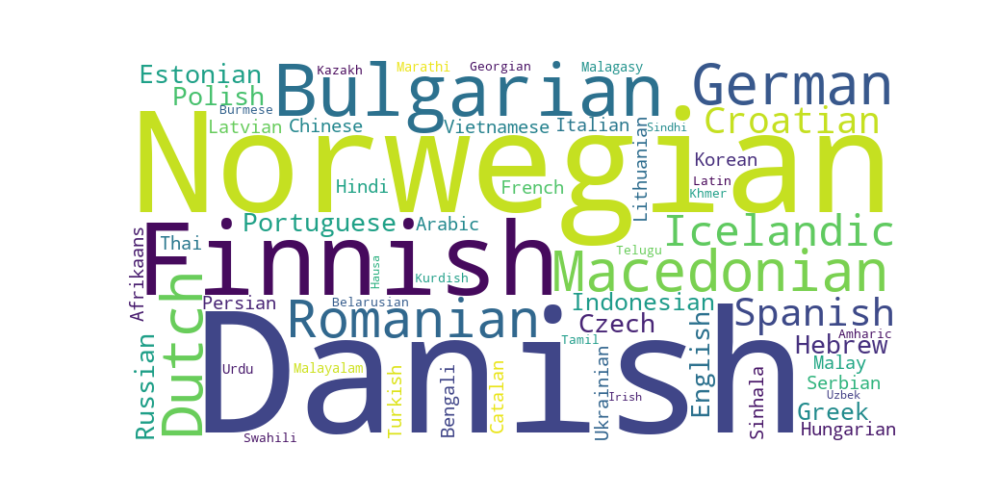 Estonian
Kazakh
Marathi
Georgian
Malagasy
German
Bulgarian
Polish
Burmese
Latvian
Chinese
Vietnamese
Italian
Sindhi
Croatian
Norwegian
Lithuanian
Korean
Hindi
French
Latin
Khmer
Portuguese
Arabic
Icelandic
Afrikaans
Thai
Finnish
Telugu
Macedonian
Hausa
Kurdish
Dutch
Persian
Belarusian
Indonesian
Romanian
Czech
Spanish
Russian
Danish
Tamil
English
Amharic
Hebrew
Urdu
Malayalam
Turkish
Bengali
Catalan
Ukrainian
Irish
Sinhala
Malay
Serbian
Uzbek
Greek
Swahili
Hungarian